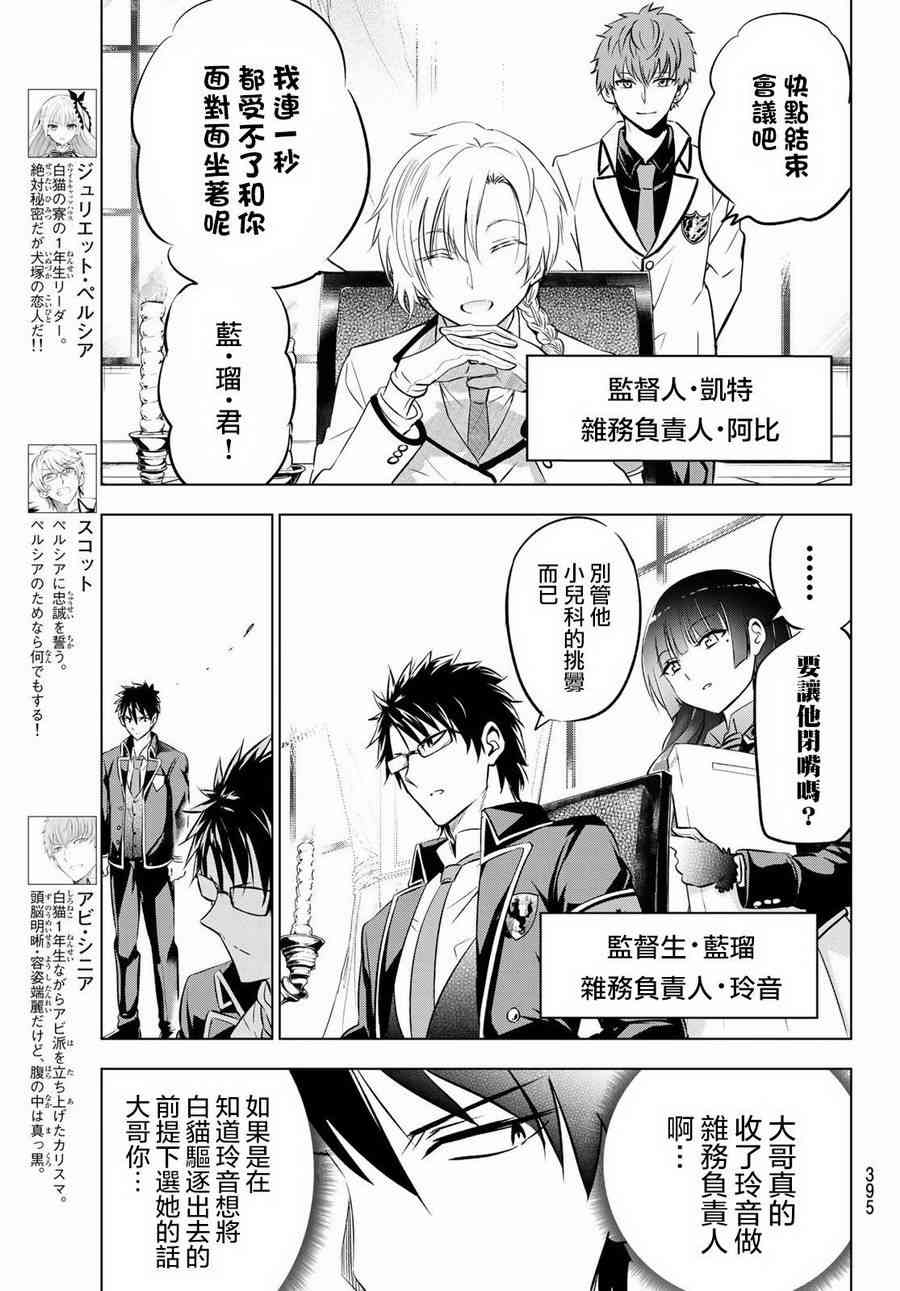 快點結束
會議吧
我連一秒
都受不了和你
面對面坐著呢
藍・瑠・君！
監督人・凱特
雜務負責人・阿比
……
要讓他閉嘴嗎？
別管他
小兒科的挑釁
而已
監督生・藍瑠
雜務負責人・玲音
大哥真的
收了玲音做
雜務負責人
啊…
如果是在
知道玲音想將
白貓驅逐出去的
前提下選她的話
大哥你…
395
ジュリエット・ペルシア
白猫の寮の1年生リーダー。
絶対秘密だが犬塚の恋人だ!!
スコット
ペルシアに忠誠を誓う。
ペルシアのためなら何でもする！
アビ・シニア
白猫1年生ながらアビ派を立ち上げたカリスマ。
頭脳明晰・容姿端麗だけど、腹の中は真っ黒。